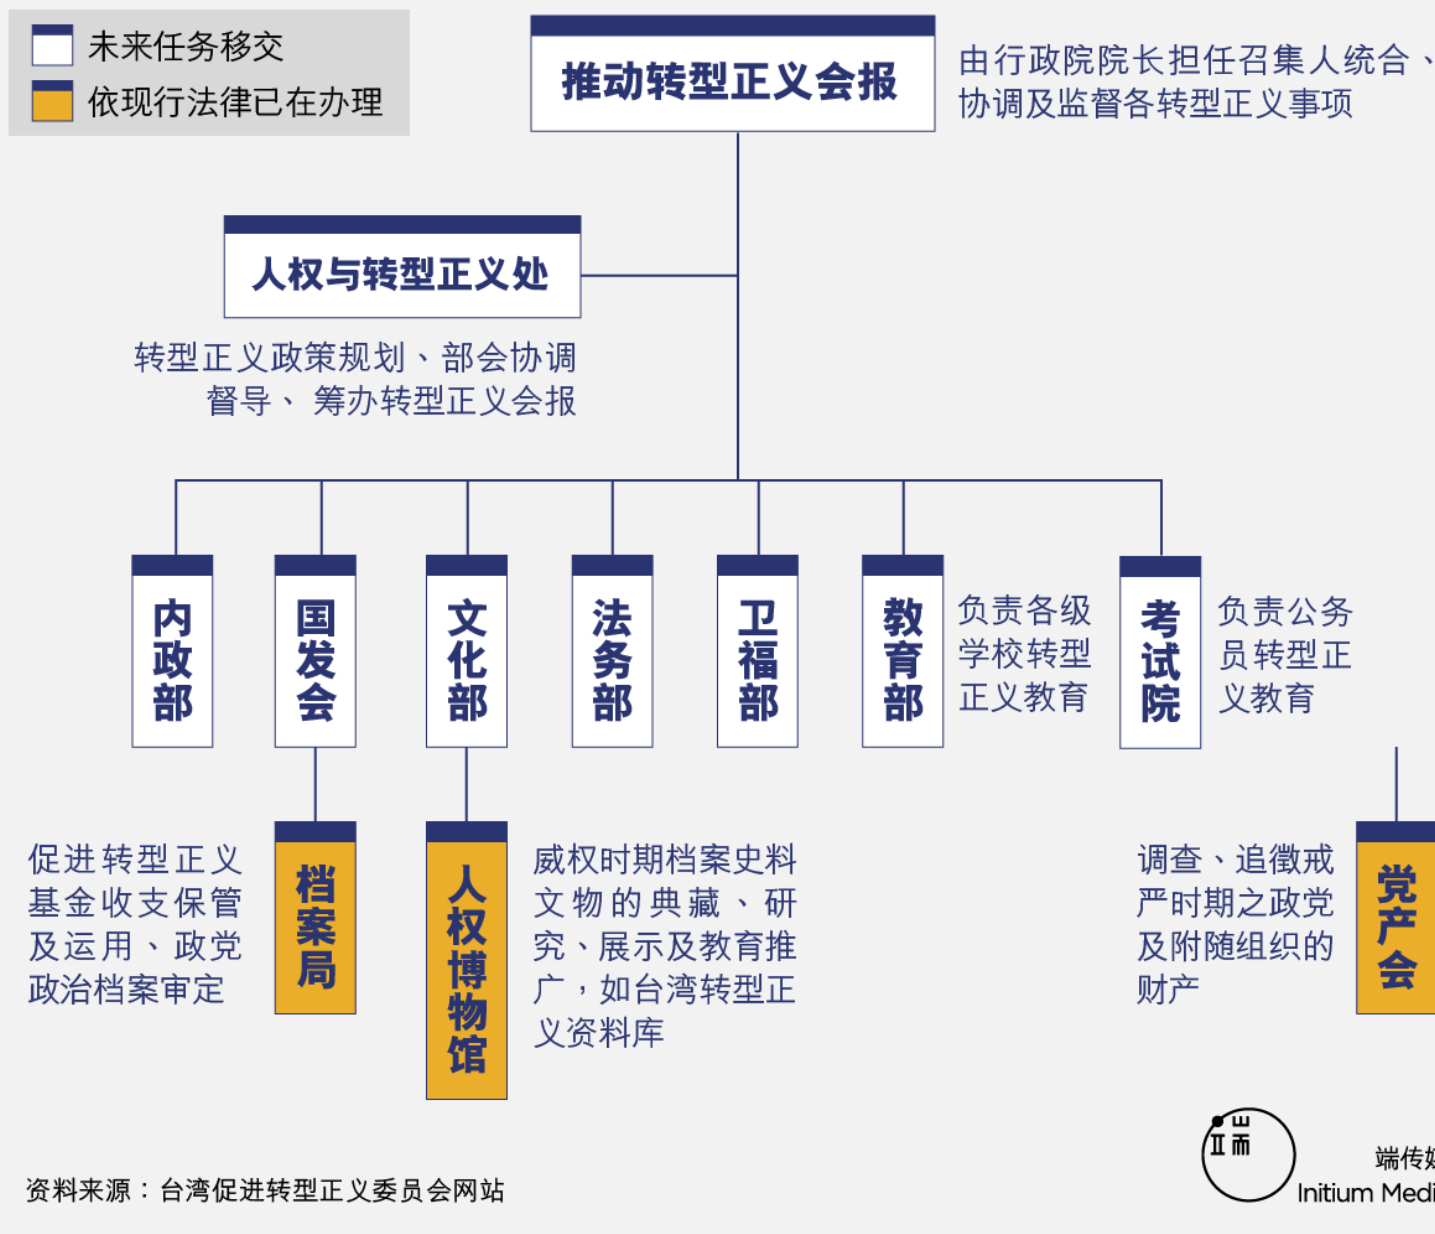 未来任务移交
依现行法律已在办理
推动转型正义会报
由行政院院长担任召集人统合、
协调及监督各转型正义事项
人权与转型正义处
转型正义政策规划、部会协调
督导、 筹办转型正义会报
内政部
国发会
文化部
法务部
卫福部
教育部
负责各级
学校转型
正义教育
考试院
负责公务
员转型正
义教育
促进转型正义
基金收支保管
及运用、政党
政治档案审定
档案局
人权博物馆
威权时期档案史料
文物的典藏、研
究、展示及教育推
广，如台湾转型正
义资料库
调查、追徵戒
严时期之政党
及附随组织的
财产
党产会
资料来源：台湾促进转型正义委员会网站
端
端传
Initium Medi